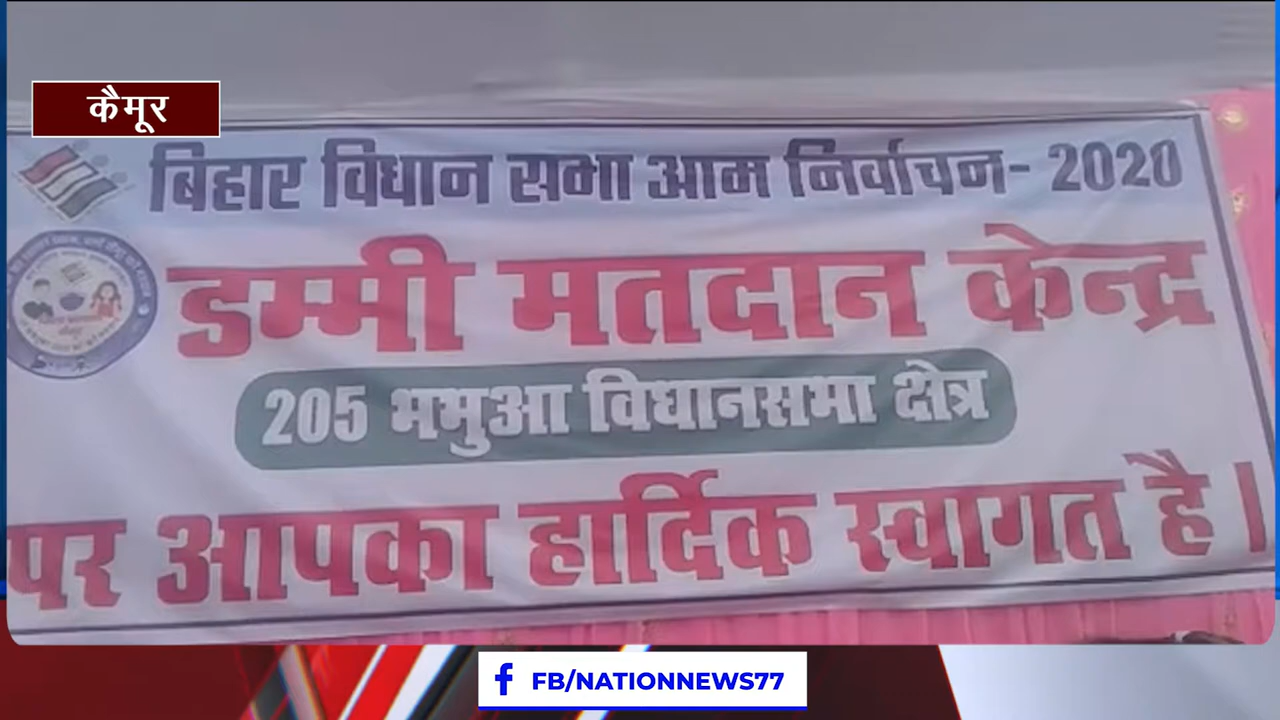 कैमूर
बिहार विधान सभा आम निर्वाचन- 2020
डम्मी मतदान केन्द्र
205 भभुआ विधानसभा क्षेत्र
पर आपका हार्दिक स्वागत है।
FB/NATIONNEWS77